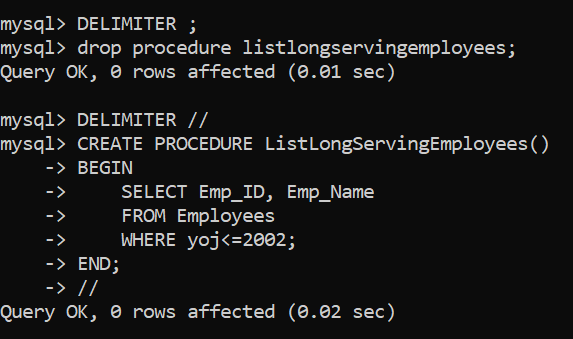 mysql> DELIMITER ;
mysql> drop procedure listlongservingemployees;
Query OK, 0 rows affected (0.01 sec)

mysql> DELIMITER //
mysql> CREATE PROCEDURE ListLongServingEmployees()
    -> BEGIN
    ->     SELECT Emp_ID, Emp_Name
    ->     FROM Employees
    ->     WHERE yoj<=2002;
    -> END;
    -> //
Query OK, 0 rows affected (0.02 sec)